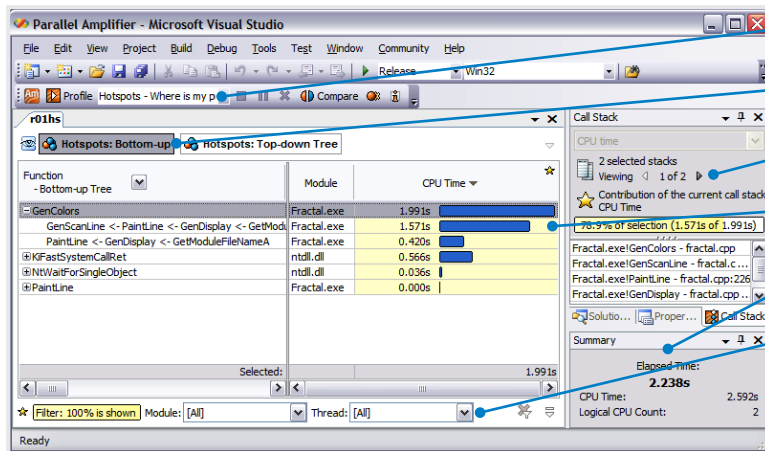 Parallel Amplifier - Microsoft Visual Studio
File Edit View Project Build Debug Tools Test Window Community Help
Release Win32
Am Profile Hotspots - Where is my p Compare
r01hs
Hotspots: Bottom-up Hotspots: Top-down Tree
Function
- Bottom-up Tree
Module
CPU Time
GenColors Fractal.exe 1.991s
GenScanLine <- PaintLine <- GenDisplay <- GetModu Fractal.exe 1.571s
PaintLine <- GenDisplay <- GetModuleFileNameA Fractal.exe 0.420s
KiFastSystemCallRet ntdll.dll 0.566s
NtWaitForSingleObject ntdll.dll 0.036s
PaintLine Fractal.exe 0.000s
Selected: 1.991s
Filter: 100% is shown Module: [All] Thread: [All]
Call Stack
CPU time
2 selected stacks
Viewing 1 of 2
Contribution of the current call stack
CPU Time
78.9% of selection (1.571s of 1.991s)
Fractal.exe!GenColors - fractal.cpp
Fractal.exe!GenScanLine - fractal.c...
Fractal.exe!PaintLine - fractal.cpp:226
Fractal.exe!GenDisplay - fractal.cpp...
Solutio... Proper... Call Stack
Summary
Elapsed Time:
2.238s
CPU Time: 2.592s
Logical CPU Count: 2
Ready